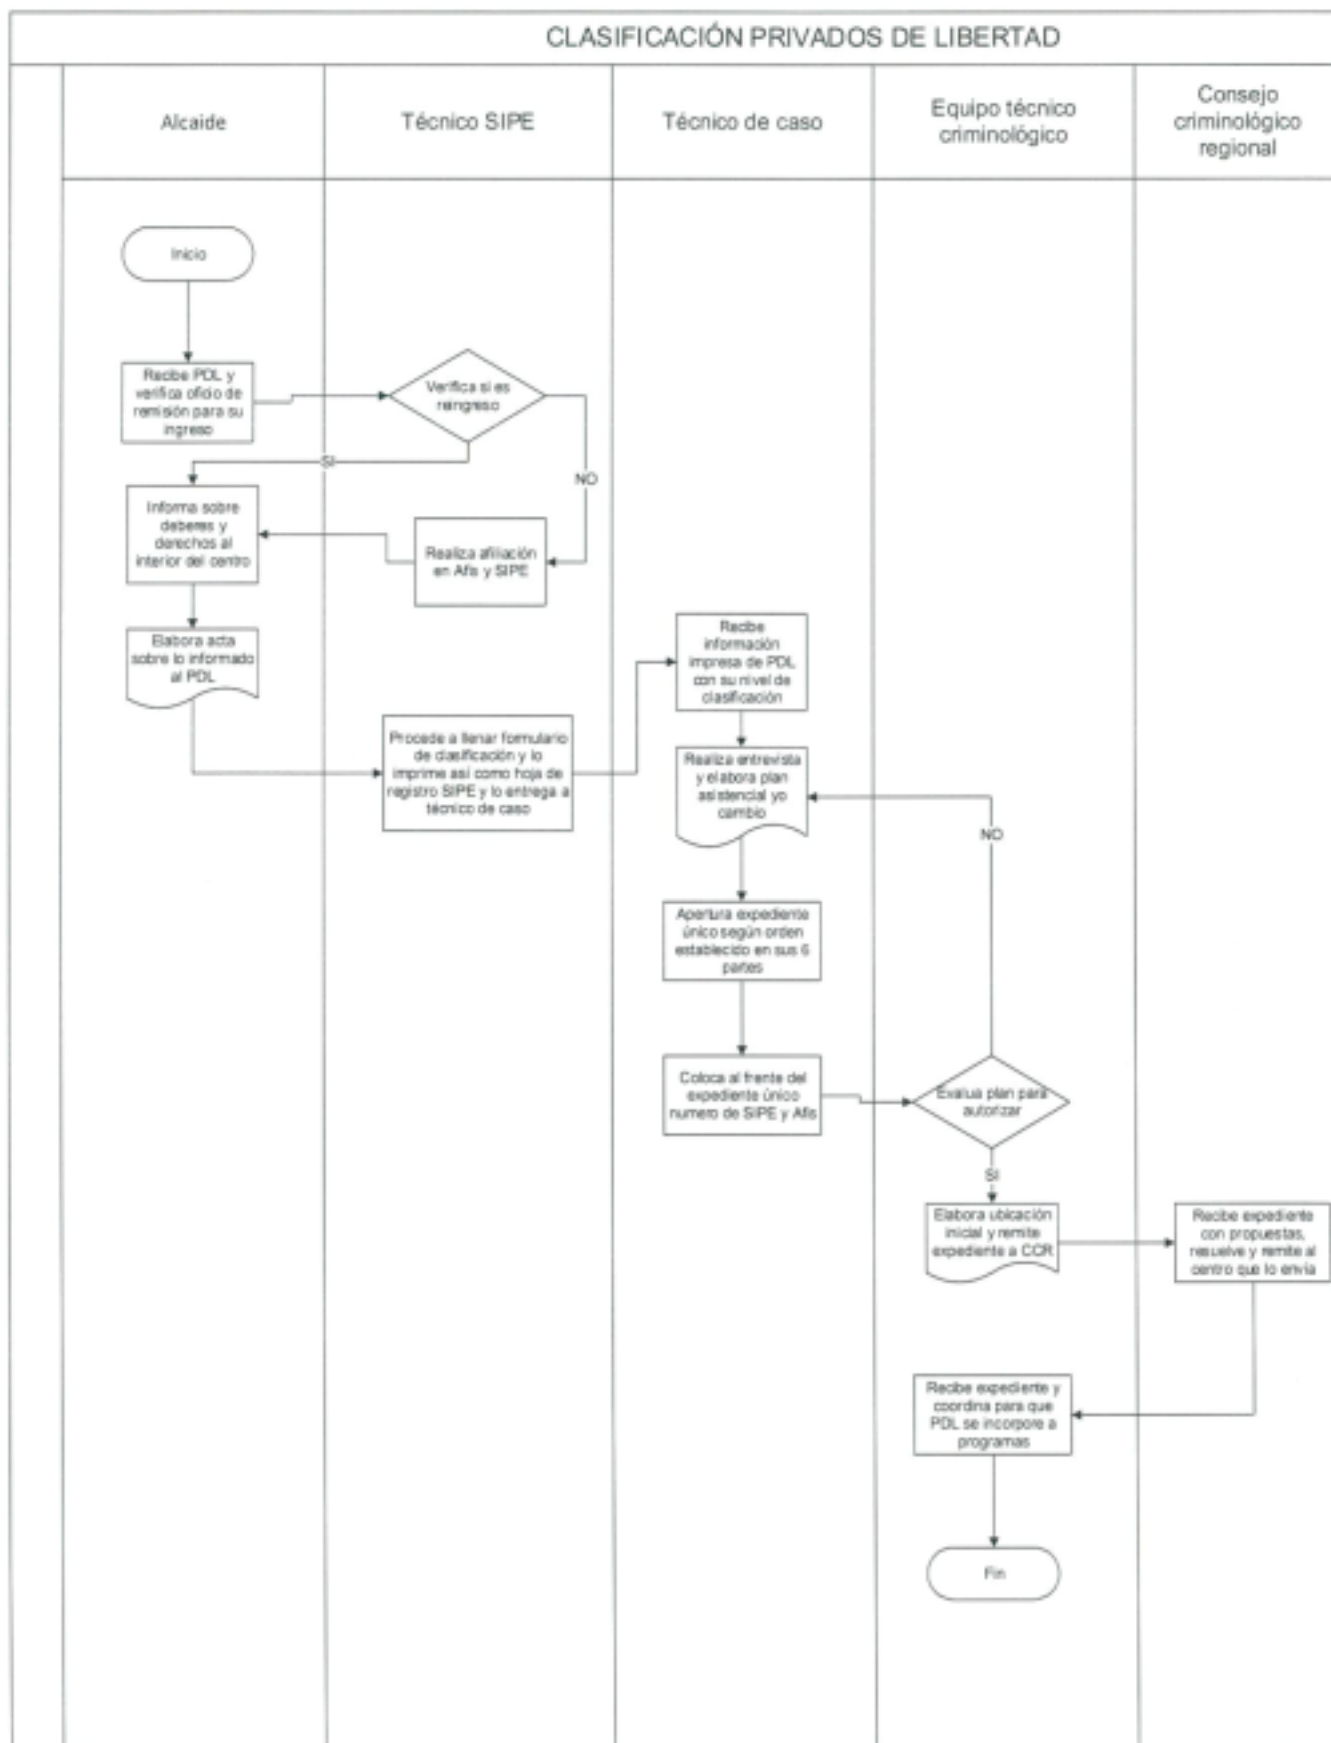 CLASIFICACIÓN PRIVADOS DE LIBERTAD
Alcaide
Técnico SIPE
Técnico de caso
Equipo técnico
criminológico
Consejo
criminológico
regional
Inicio
Recibe PDL y
verifica oficio de
remisión para su
ingreso
Verifica si es
reingreso
SI
NO
Informa sobre
deberes y
derechos al
interior del centro
Realiza afiliación
en Afis y SIPE
Elabora acta
sobre lo informado
al PDL
Procede a llenar formulario
de clasificación y lo
imprime así como hoja de
registro SIPE y lo entrega a
técnico de caso
Recibe
información
impresa de PDL
con su nivel de
clasificación
Realiza entrevista
y elabora plan
asistencial yo
cambio
NO
Apertura expediente
único según orden
establecido en sus 6
partes
Coloca al frente del
expediente único
numero de SIPE y Afis
Evalua plan para
autorizar
SI
Elabora ubicación
inicial y remite
expediente a CCR
Recibe expediente
con propuestas,
resuelve y remite al
centro que lo envía
Recibe expediente y
coordina para que
PDL se incorpore a
programas
Fin